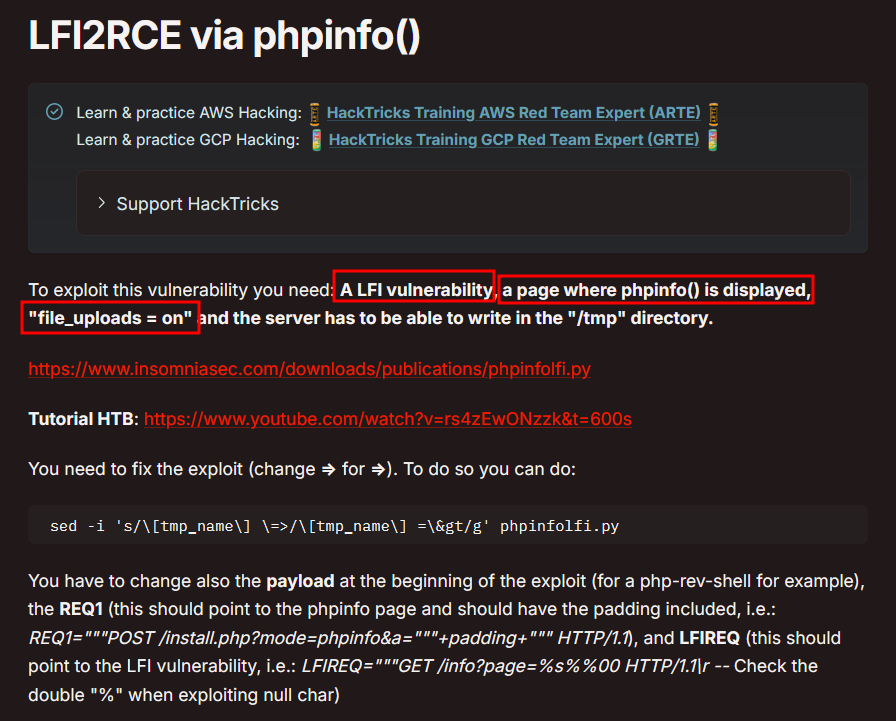 LFI2RCE via phpinfo()
Learn & practice AWS Hacking: HackTricks Training AWS Red Team Expert (ARTE)
Learn & practice GCP Hacking: HackTricks Training GCP Red Team Expert (GRTE)
Support HackTricks
To exploit this vulnerability you need: A LFI vulnerability, a page where phpinfo() is displayed,
"file_uploads = on" and the server has to be able to write in the "/tmp" directory.
https://www.insomniasec.com/downloads/publications/phpinfolfi.py
Tutorial HTB: https://www.youtube.com/watch?v=rs4zEwONzzk&t=600s
You need to fix the exploit (change => for =>). To do so you can do:
sed -i 's/\[tmp_name\] \=>/\[tmp_name\] =\&gt/g' phpinfolfi.py
You have to change also the payload at the beginning of the exploit (for a php-rev-shell for example),
the REQ1 (this should point to the phpinfo page and should have the padding included, i.e.:
REQ1="""POST /install.php?mode=phpinfo&a="""+padding+""" HTTP/1.1), and LFIREQ (this should
point to the LFI vulnerability, i.e.: LFIREQ="""GET /info?page=%s%%00 HTTP/1.1\r -- Check the
double "%" when exploiting null char)